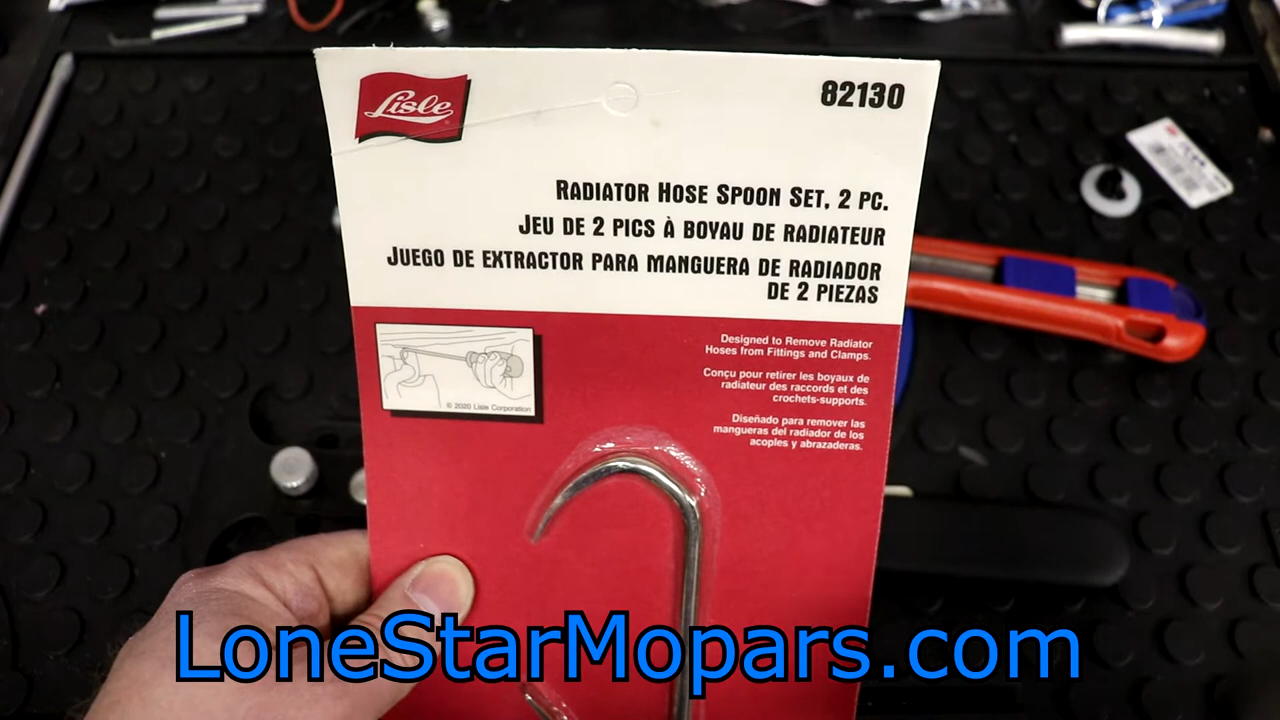 Lisle
82130
RADIATOR HOSE SPOON SET, 2 PC.
JEU DE 2 PICS À BOYAU DE RADIATEUR
JUEGO DE EXTRACTOR PARA MANGUERA DE RADIADOR
DE 2 PIEZAS
Designed to Remove Radiator
Hoses from Fittings and Clamps.
Conçu pour retirer les boyaux de
radiateur des raccords et des
crochets-supports.
Diseñado para remover las
mangueras del radiador de los
acoples y abrazaderas.
© 2020 Lisle Corporation
LoneStarMopars.com